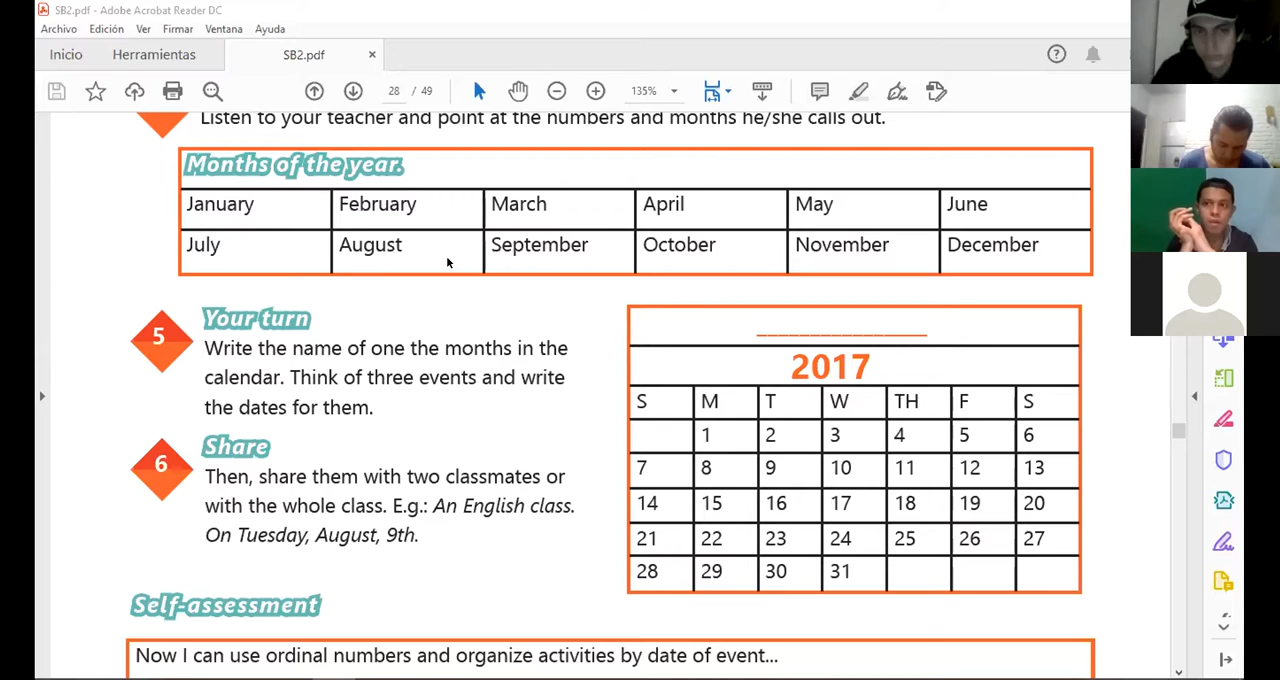 SB2.pdf - Adobe Acrobat Reader DC
Archivo Edición Ver Firmar Ventana Ayuda
Inicio Herramientas SB2.pdf ×
28 / 49 135%
Listen to your teacher and point at the numbers and months he/she calls out.
Months of the year.
January February March April May June
July August September October November December
5 Your turn
Write the name of one the months in the
calendar. Think of three events and write
the dates for them.
6 Share
Then, share them with two classmates or
with the whole class. E.g.: An English class.
On Tuesday, August, 9th.
2017
S M T W TH F S
1 2 3 4 5 6
7 8 9 10 11 12 13
14 15 16 17 18 19 20
21 22 23 24 25 26 27
28 29 30 31
Self-assessment
Now I can use ordinal numbers and organize activities by date of event...